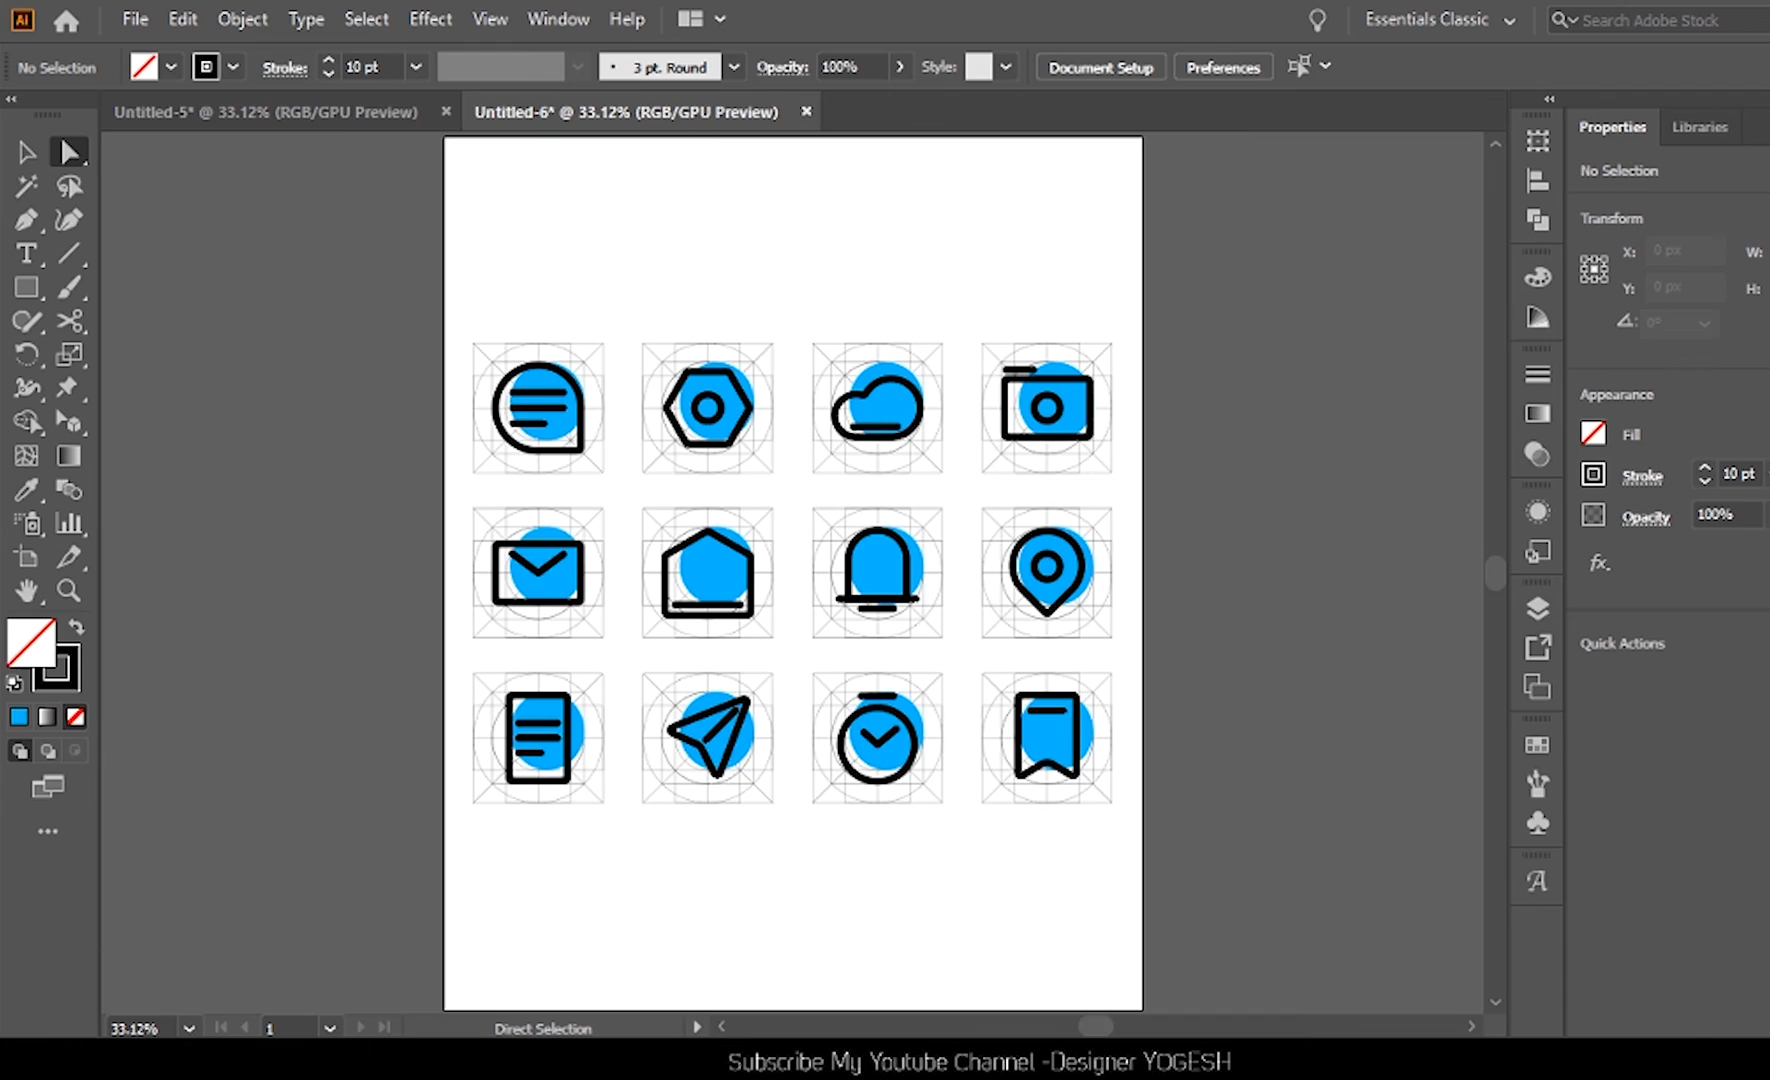 Ai File Edit Object Type Select Effect View Window Help Essentials Classic Search Adobe Stock
No Selection Stroke: 10 pt 3 pt. Round Opacity: 100% Style: Document Setup Preferences
Untitled-5* @ 33.12% (RGB/GPU Preview) Untitled-6* @ 33.12% (RGB/GPU Preview)
Properties Libraries
No Selection
Transform
X: 0 px W:
Y: 0 px H:
0°
Appearance
Fill
Stroke 10 pt
Opacity 100%
fx.
Quick Actions
33.12% 1 Direct Selection
Subscribe My Youtube Channel -Designer YOGESH